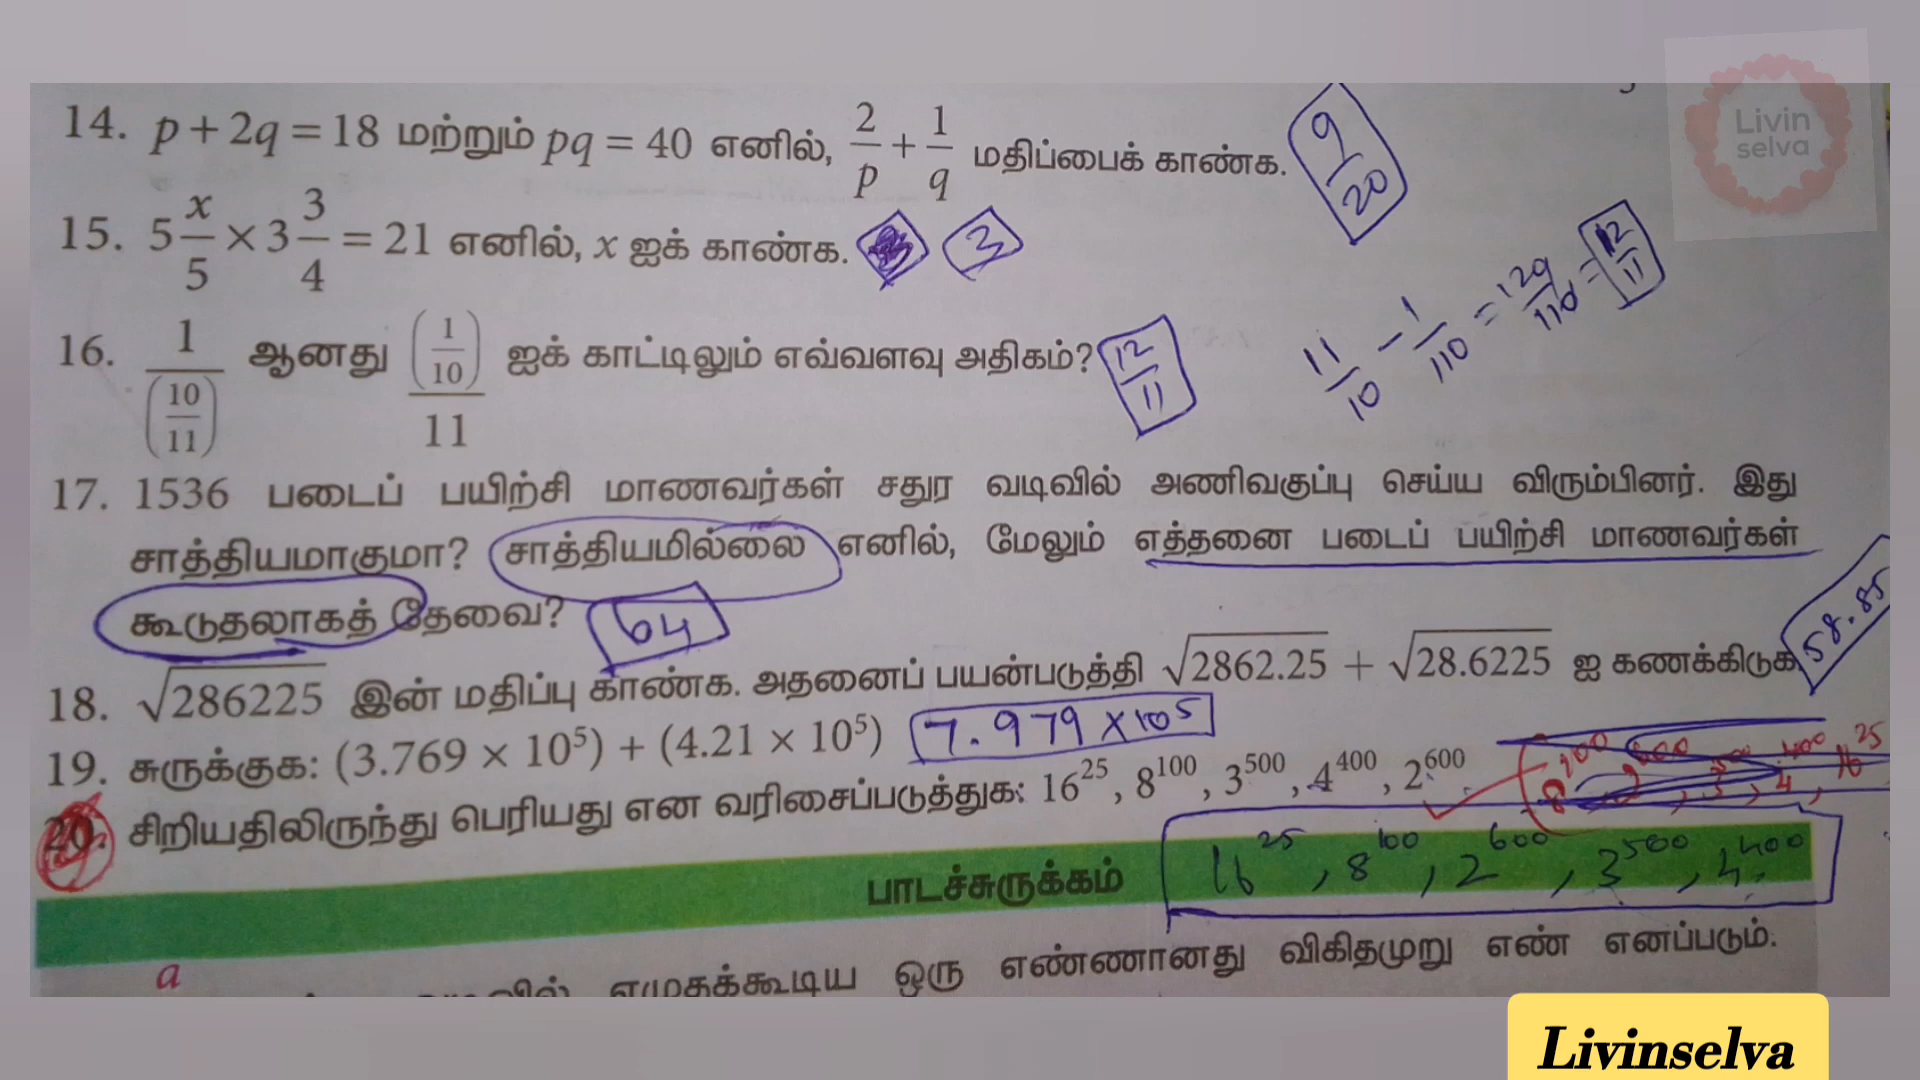 Livin
selva
14. p + 2q = 18 மற்றும் pq = 40 எனில், 2/p + 1/q மதிப்பைக் காண்க. 9/20
15. 5 x/5 × 3 3/4 = 21 எனில், x ஐக் காண்க. 3
11/10 - 1/110 = 120/110 = 12/11
16. 1/(10/11) ஆனது (1/10)/11 ஐக் காட்டிலும் எவ்வளவு அதிகம்? 12/11
17. 1536 படைப் பயிற்சி மாணவர்கள் சதுர வடிவில் அணிவகுப்பு செய்ய விரும்பினர். இது
சாத்தியமாகுமா? சாத்தியமில்லை எனில், மேலும் எத்தனை படைப் பயிற்சி மாணவர்கள்
கூடுதலாகத் தேவை? 64
18. √286225 இன் மதிப்பு காண்க. அதனைப் பயன்படுத்தி √2862.25 + √28.6225 ஐ கணக்கிடுக 58.85
19. சுருக்குக: (3.769 × 10⁵) + (4.21 × 10⁵) 7.979 × 10⁵
20. சிறியதிலிருந்து பெரியது என வரிசைப்படுத்துக: 16²⁵, 8¹⁰⁰, 3⁵⁰⁰, 4⁴⁰⁰, 2⁶⁰⁰.
பாடச்சுருக்கம் 16²⁵, 8¹⁰⁰, 2⁶⁰⁰, 3⁵⁰⁰, 4⁴⁰⁰
a
எழுதக்கூடிய ஒரு எண்ணானது விகிதமுறு எண் எனப்படும்.
Livinselva